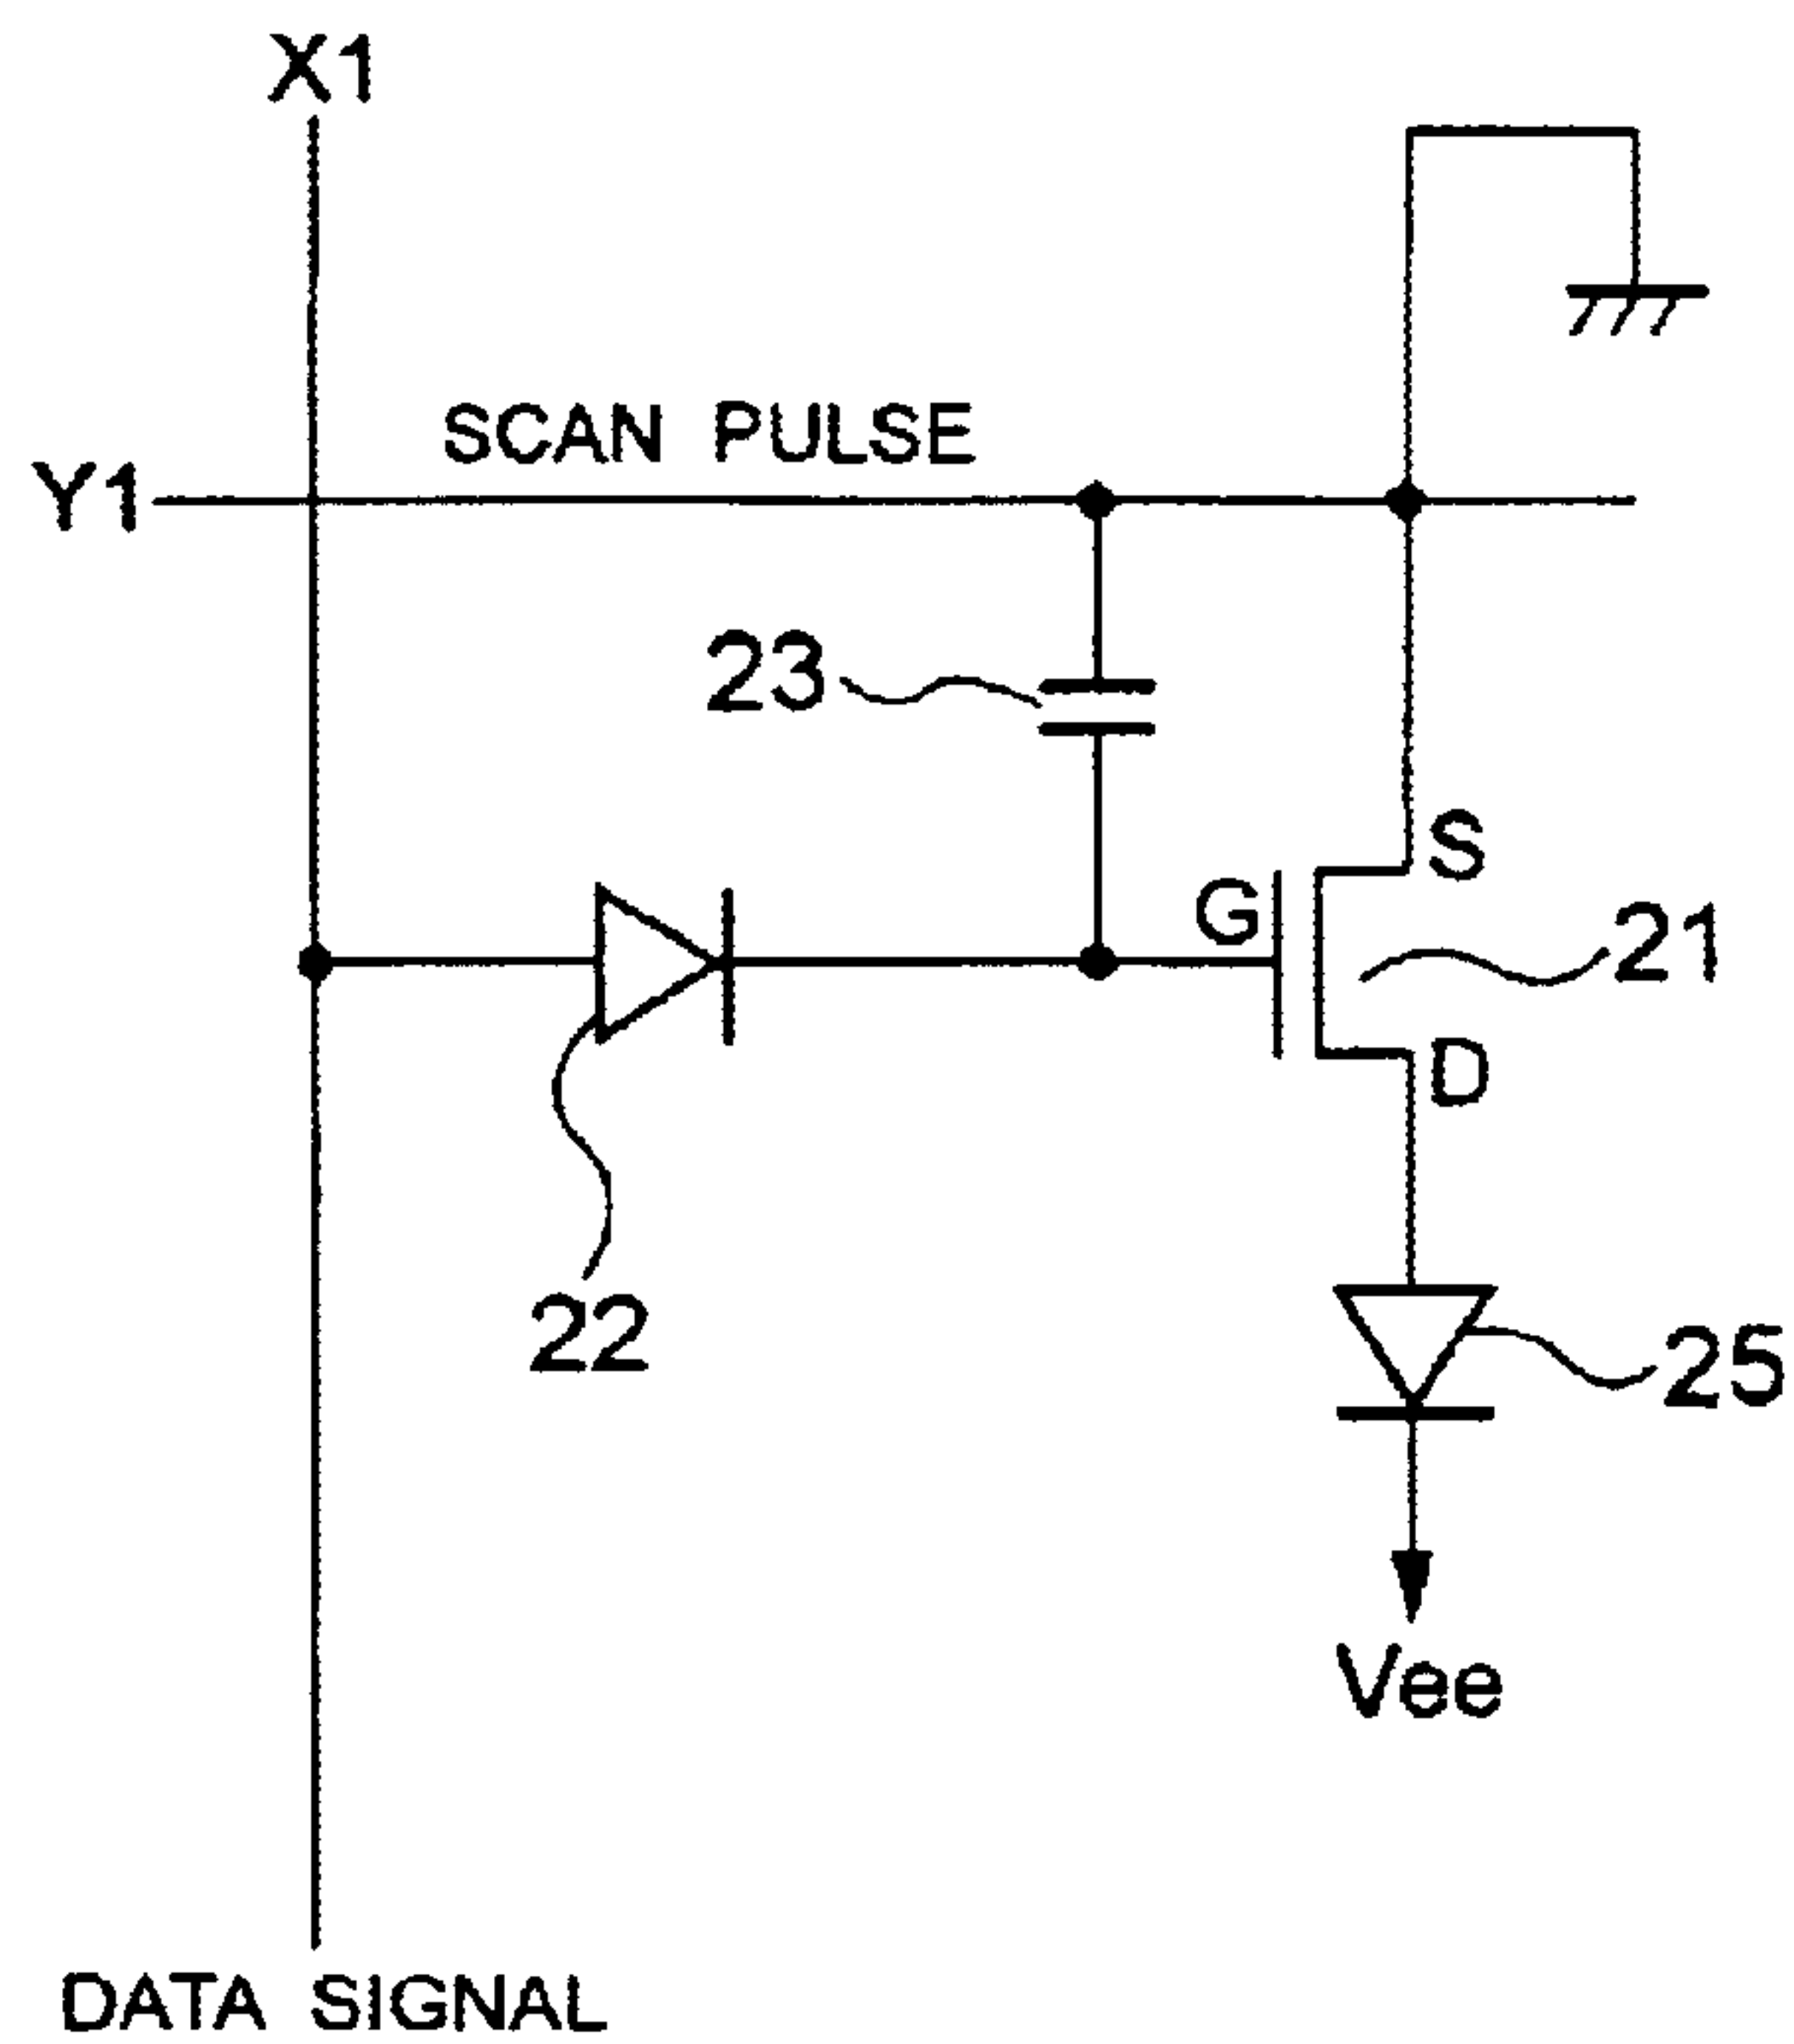 X1
SCAN PULSE
Y1
23
S
G
21
D
22
25
Vee
DATA SIGNAL